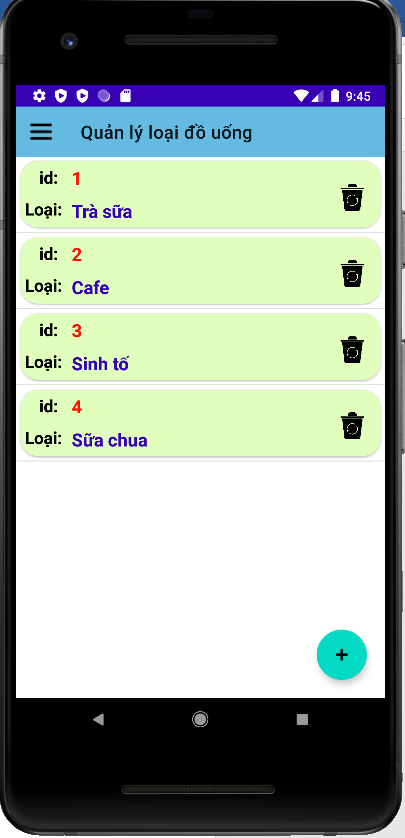 9:45
Quản lý loại đồ uống
id: 1
Loại: Trà sữa
id: 2
Loại: Cafe
id: 3
Loại: Sinh tố
id: 4
Loại: Sữa chua
+